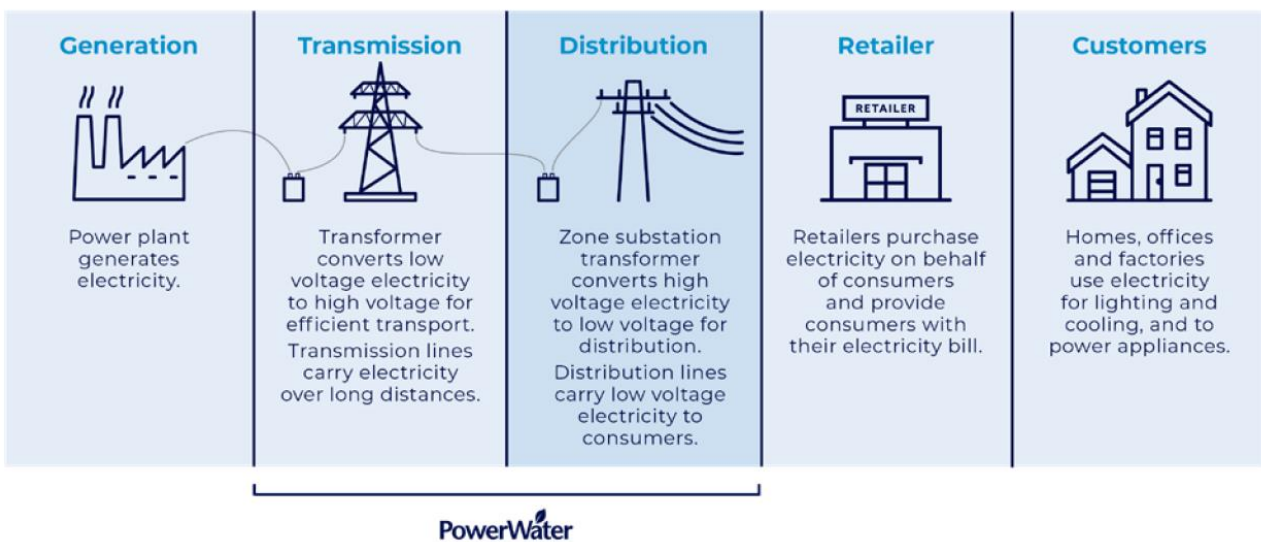 Generation
Power plant
generates
electricity.
Transmission
Transformer
converts low
voltage electricity
to high voltage for
efficient transport.
Transmission lines
carry electricity
over long distances.
Distribution
Zone substation
transformer
converts high
voltage electricity
to low voltage for
distribution.
Distribution lines
carry low voltage
electricity to
consumers.
Retailer
RETAILER
Retailers purchase
electricity on behalf
of consumers
and provide
consumers with
their electricity bill.
Customers
Homes, offices
and factories
use electricity
for lighting and
cooling, and to
power appliances.
PowerWater